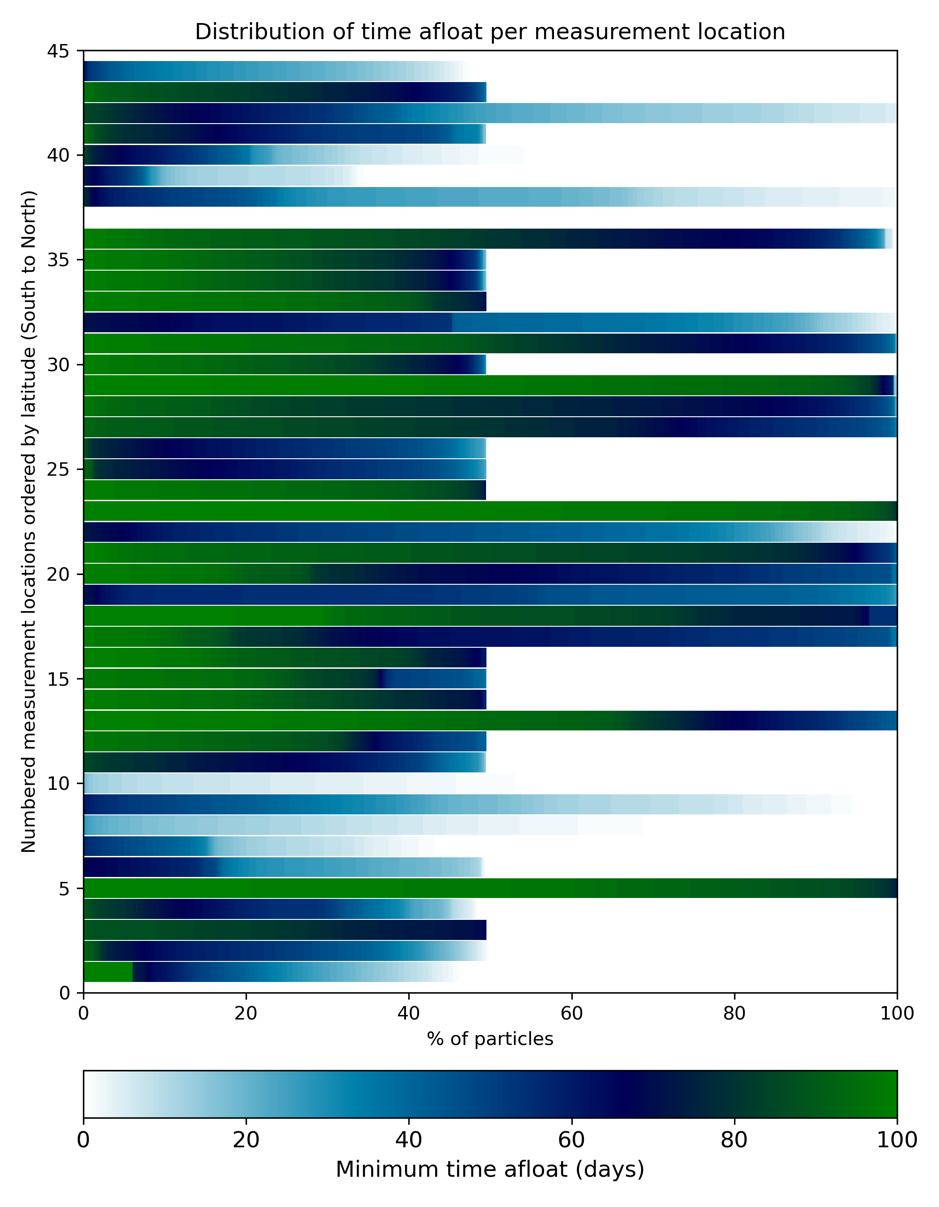 Distribution of time afloat per measurement location
Numbered measurement locations ordered by latitude (South to North)
45
40
35
30
25
20
15
10
5
0
0 20 40 60 80 100
% of particles
0 20 40 60 80 100
Minimum time afloat (days)